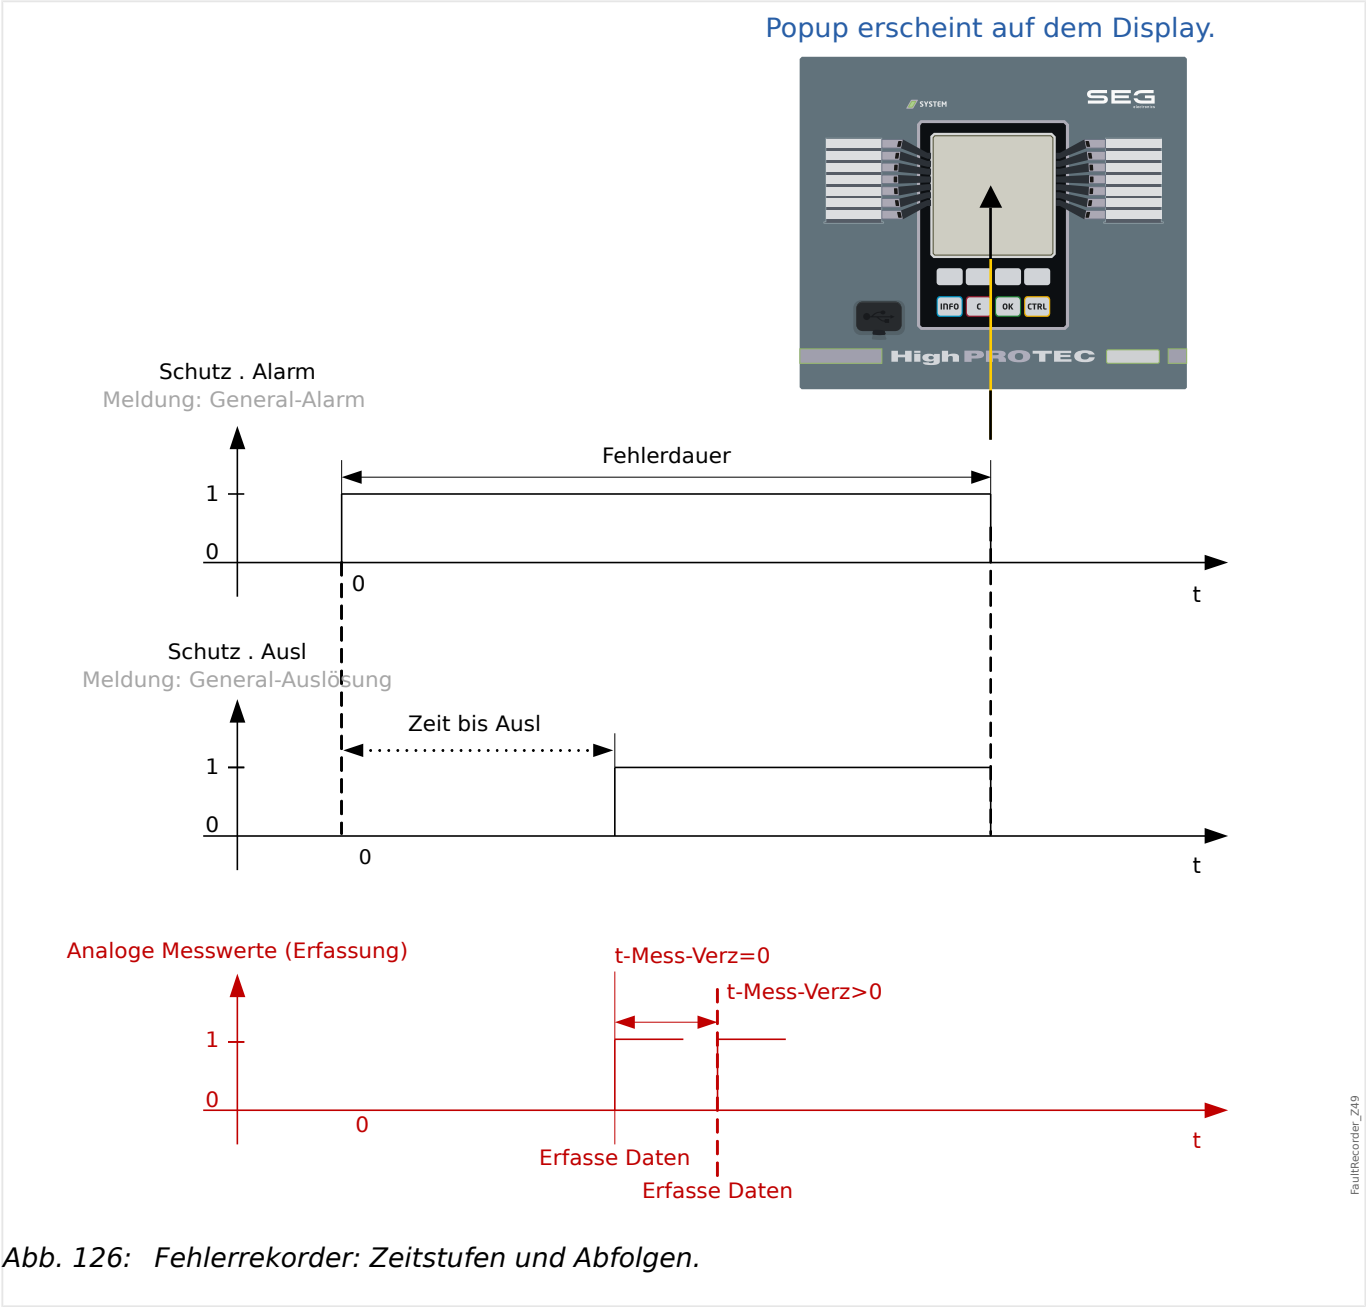 Popup erscheint auf dem Display.
SYSTEM
SEG
electronics
INFO C OK CTRL
HighPROTEC
Schutz . Alarm
Meldung: General-Alarm
Fehlerdauer
1
0
0
t
Schutz . Ausl
Meldung: General-Auslösung
Zeit bis Ausl
1
0
0
t
Analoge Messwerte (Erfassung)
t-Mess-Verz=0
t-Mess-Verz>0
1
0
0
t
Erfasse Daten
Erfasse Daten
FaultRecorder_Z49
Abb. 126: Fehlerrekorder: Zeitstufen und Abfolgen.